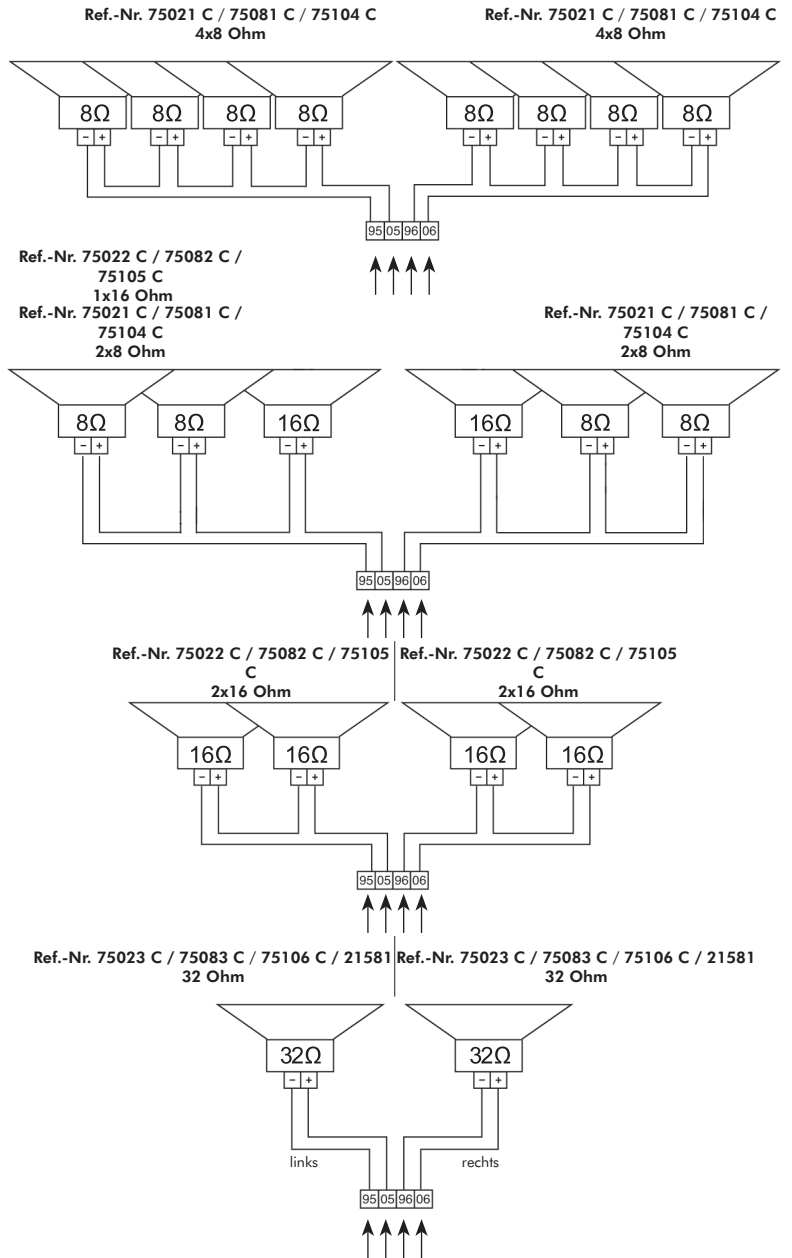 Ref.-Nr. 75021 C / 75081 C / 75104 C
4x8 Ohm
Ref.-Nr. 75021 C / 75081 C / 75104 C
4x8 Ohm
8Ω 8Ω 8Ω 8Ω 8Ω 8Ω 8Ω 8Ω
− + − + − + − + − + − + − + − +
95 05 96 06
Ref.-Nr. 75022 C / 75082 C /
75105 C
1x16 Ohm
Ref.-Nr. 75021 C / 75081 C /
75104 C
2x8 Ohm
Ref.-Nr. 75021 C / 75081 C /
75104 C
2x8 Ohm
8Ω 8Ω 16Ω 16Ω 8Ω 8Ω
− + − + − + − + − + − +
95 05 96 06
Ref.-Nr. 75022 C / 75082 C / 75105
C
2x16 Ohm
Ref.-Nr. 75022 C / 75082 C / 75105
C
2x16 Ohm
16Ω 16Ω 16Ω 16Ω
− + − + − + − +
95 05 96 06
Ref.-Nr. 75023 C / 75083 C / 75106 C / 21581
32 Ohm
Ref.-Nr. 75023 C / 75083 C / 75106 C / 21581
32 Ohm
32Ω 32Ω
− + − +
links rechts
95 05 96 06